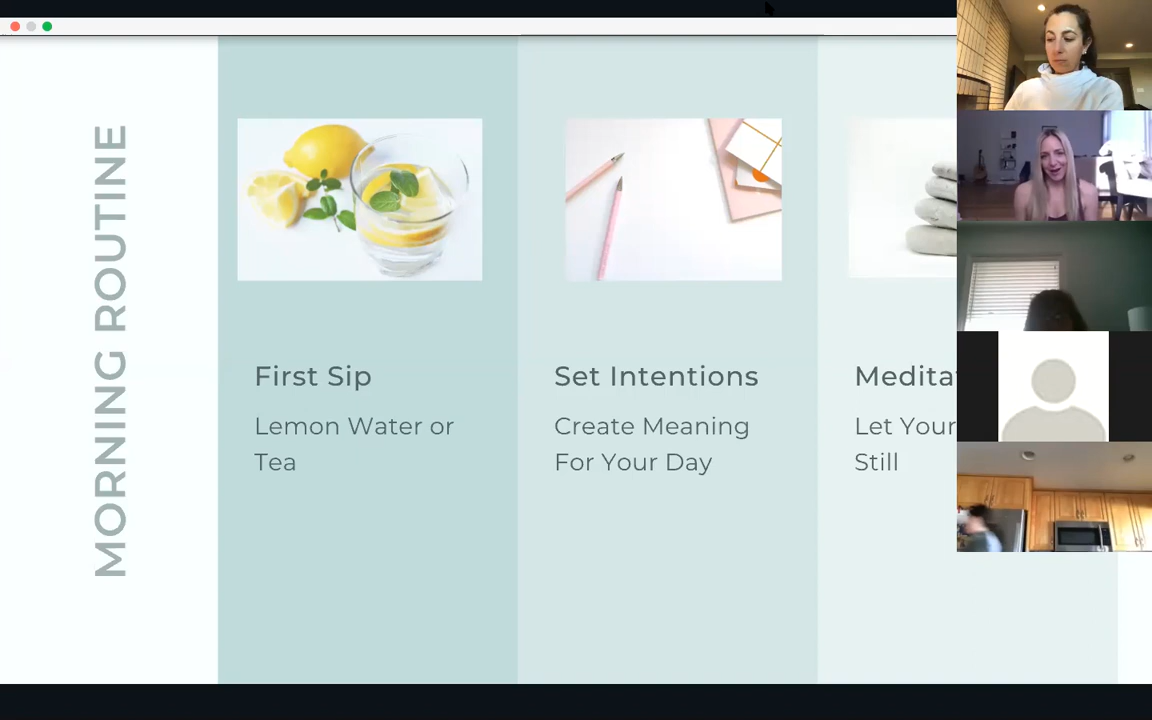 MORNING ROUTINE
First Sip
Lemon Water or
Tea
Set Intentions
Create Meaning
For Your Day
Let Your
Still